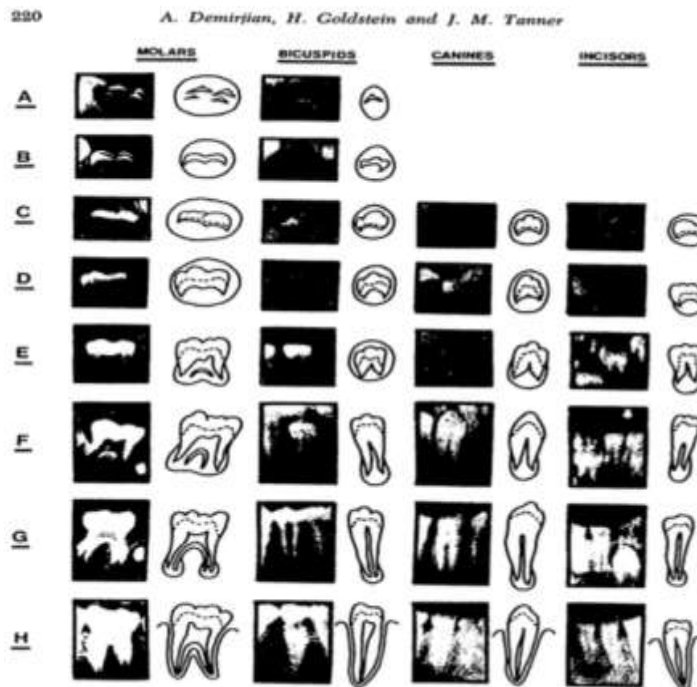 220 A. Demirjian, H. Goldstein and J. M. Tanner
MOLARS BICUSPIDS CANINES INCISORS
A
B
C
D
E
F
G
H